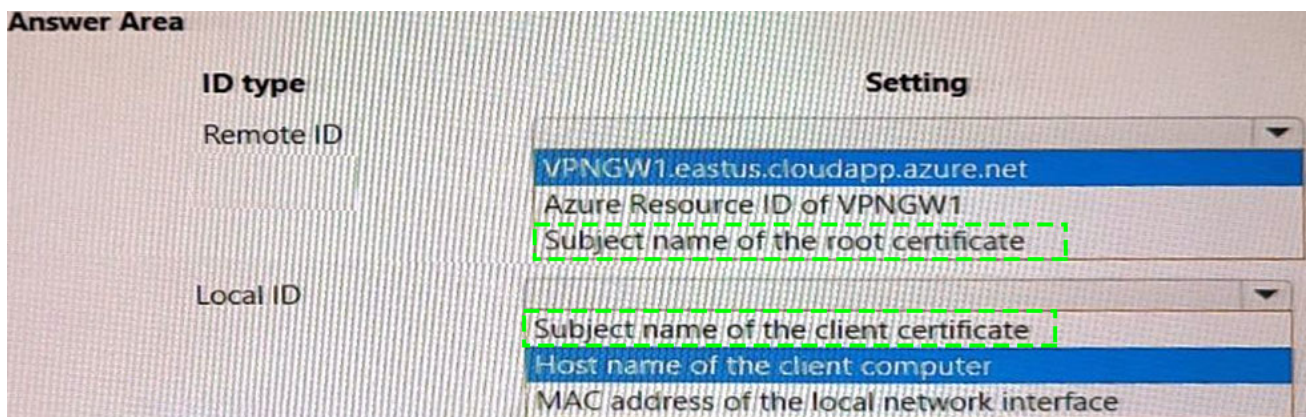 Answer Area
ID type Setting
Remote ID
VPNGW1.eastus.cloudapp.azure.net
Azure Resource ID of VPNGW1
Subject name of the root certificate
Local ID
Subject name of the client certificate
Host name of the client computer
MAC address of the local network interface